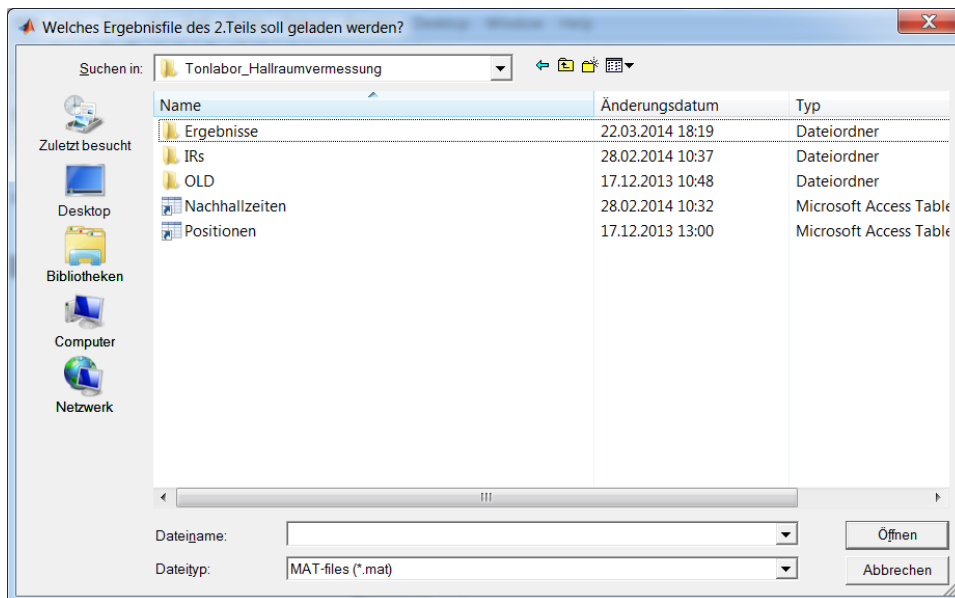 Welches Ergebnisfile des 2.Teils soll geladen werden?
Suchen in: Tonlabor_Hallraumvermessung
Name Änderungsdatum Typ
Ergebnisse 22.03.2014 18:19 Dateiordner
IRs 28.02.2014 10:37 Dateiordner
OLD 17.12.2013 10:48 Dateiordner
Nachhallzeiten 28.02.2014 10:32 Microsoft Access Table
Positionen 17.12.2013 13:00 Microsoft Access Table
Zuletzt besucht
Desktop
Bibliotheken
Computer
Netzwerk
Dateiname: Öffnen
Dateityp: MAT-files (*.mat) Abbrechen